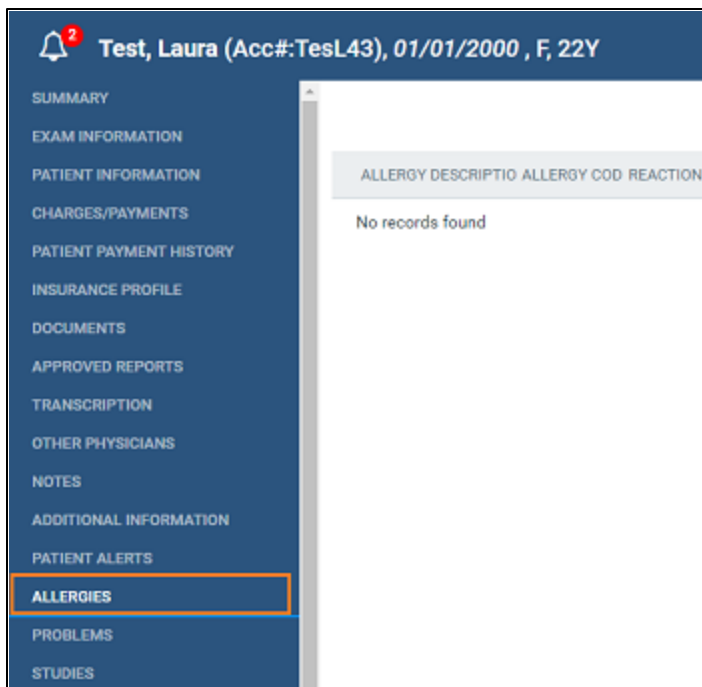 2
Test, Laura (Acc#:TesL43), 01/01/2000 , F, 22Y
SUMMARY
EXAM INFORMATION
PATIENT INFORMATION
CHARGES/PAYMENTS
PATIENT PAYMENT HISTORY
INSURANCE PROFILE
DOCUMENTS
APPROVED REPORTS
TRANSCRIPTION
OTHER PHYSICIANS
NOTES
ADDITIONAL INFORMATION
PATIENT ALERTS
ALLERGIES
PROBLEMS
STUDIES
ALLERGY DESCRIPTIO ALLERGY COD REACTION
No records found